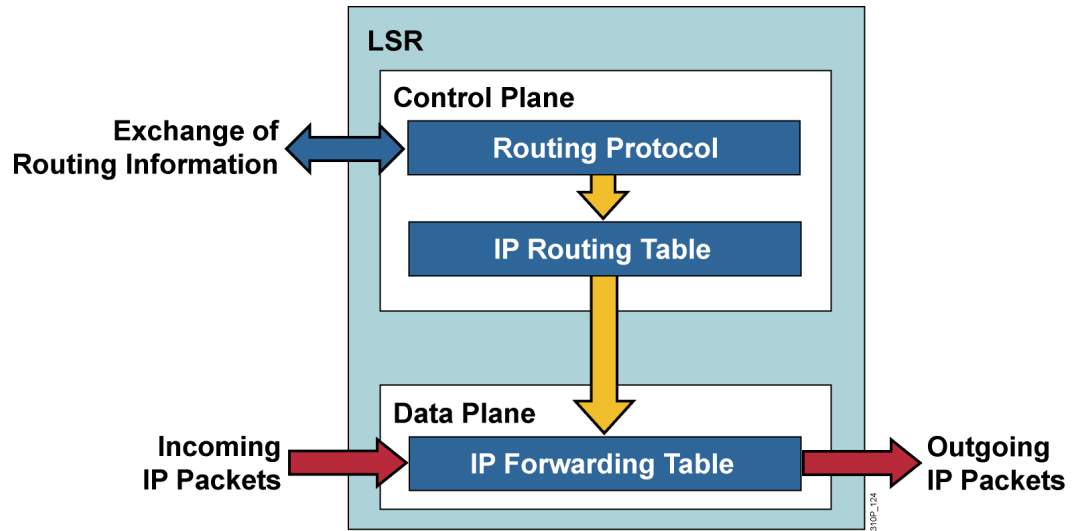 LSR
Control Plane
Exchange of
Routing Information
Routing Protocol
IP Routing Table
Data Plane
Incoming
IP Packets
IP Forwarding Table
Outgoing
IP Packets
310P_124